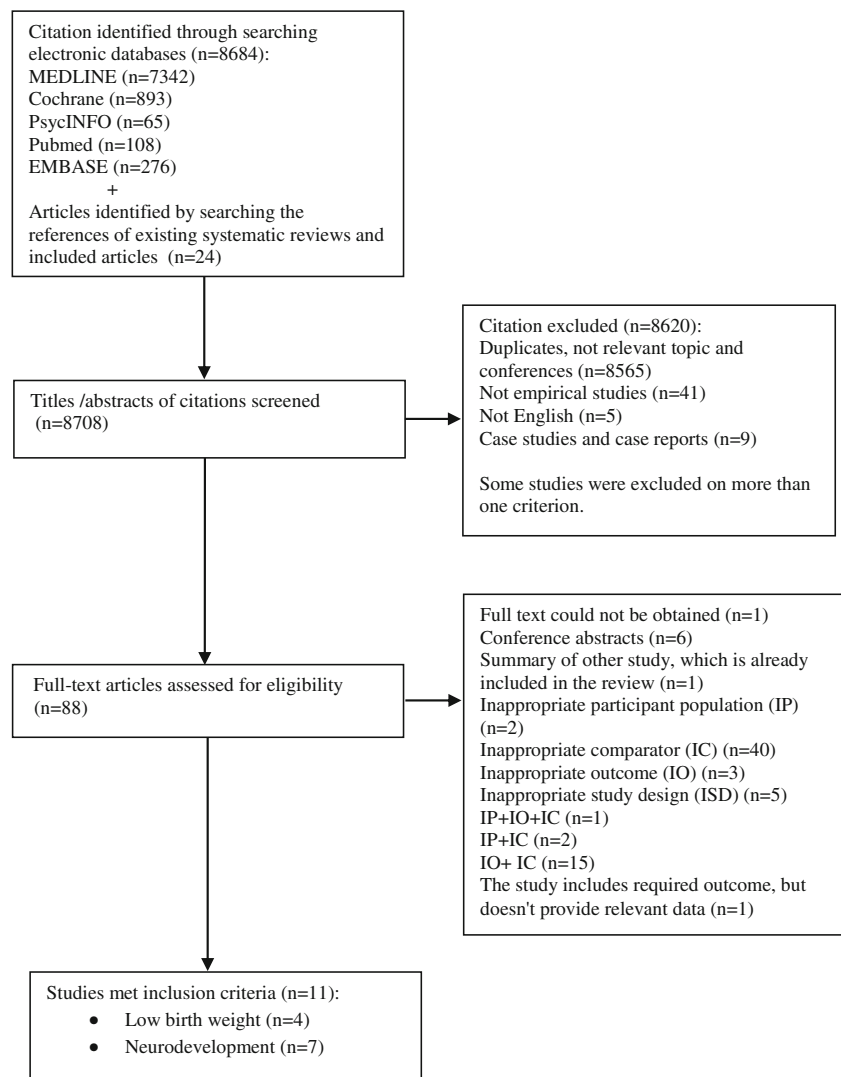 Citation identified through searching
electronic databases (n=8684):
MEDLINE (n=7342)
Cochrane (n=893)
PsycINFO (n=65)
Pubmed (n=108)
EMBASE (n=276)
+
Articles identified by searching the
references of existing systematic reviews and
included articles (n=24)
Titles /abstracts of citations screened
(n=8708)
Citation excluded (n=8620):
Duplicates, not relevant topic and
conferences (n=8565)
Not empirical studies (n=41)
Not English (n=5)
Case studies and case reports (n=9)
Some studies were excluded on more than
one criterion.
Full-text articles assessed for eligibility
(n=88)
Full text could not be obtained (n=1)
Conference abstracts (n=6)
Summary of other study, which is already
included in the review (n=1)
Inappropriate participant population (IP)
(n=2)
Inappropriate comparator (IC) (n=40)
Inappropriate outcome (IO) (n=3)
Inappropriate study design (ISD) (n=5)
IP+IO+IC (n=1)
IP+IC (n=2)
IO+ IC (n=15)
The study includes required outcome, but
doesn't provide relevant data (n=1)
Studies met inclusion criteria (n=11):
• Low birth weight (n=4)
• Neurodevelopment (n=7)